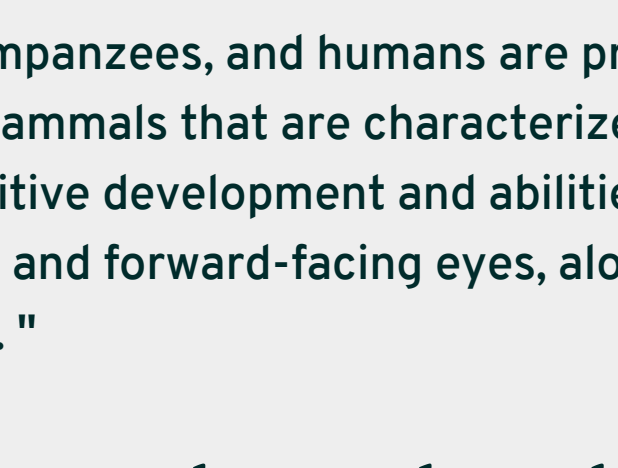 mpanzees, and humans are pr
ammals that are characterize
itive development and abilitie
and forward-facing eyes, alo
. "